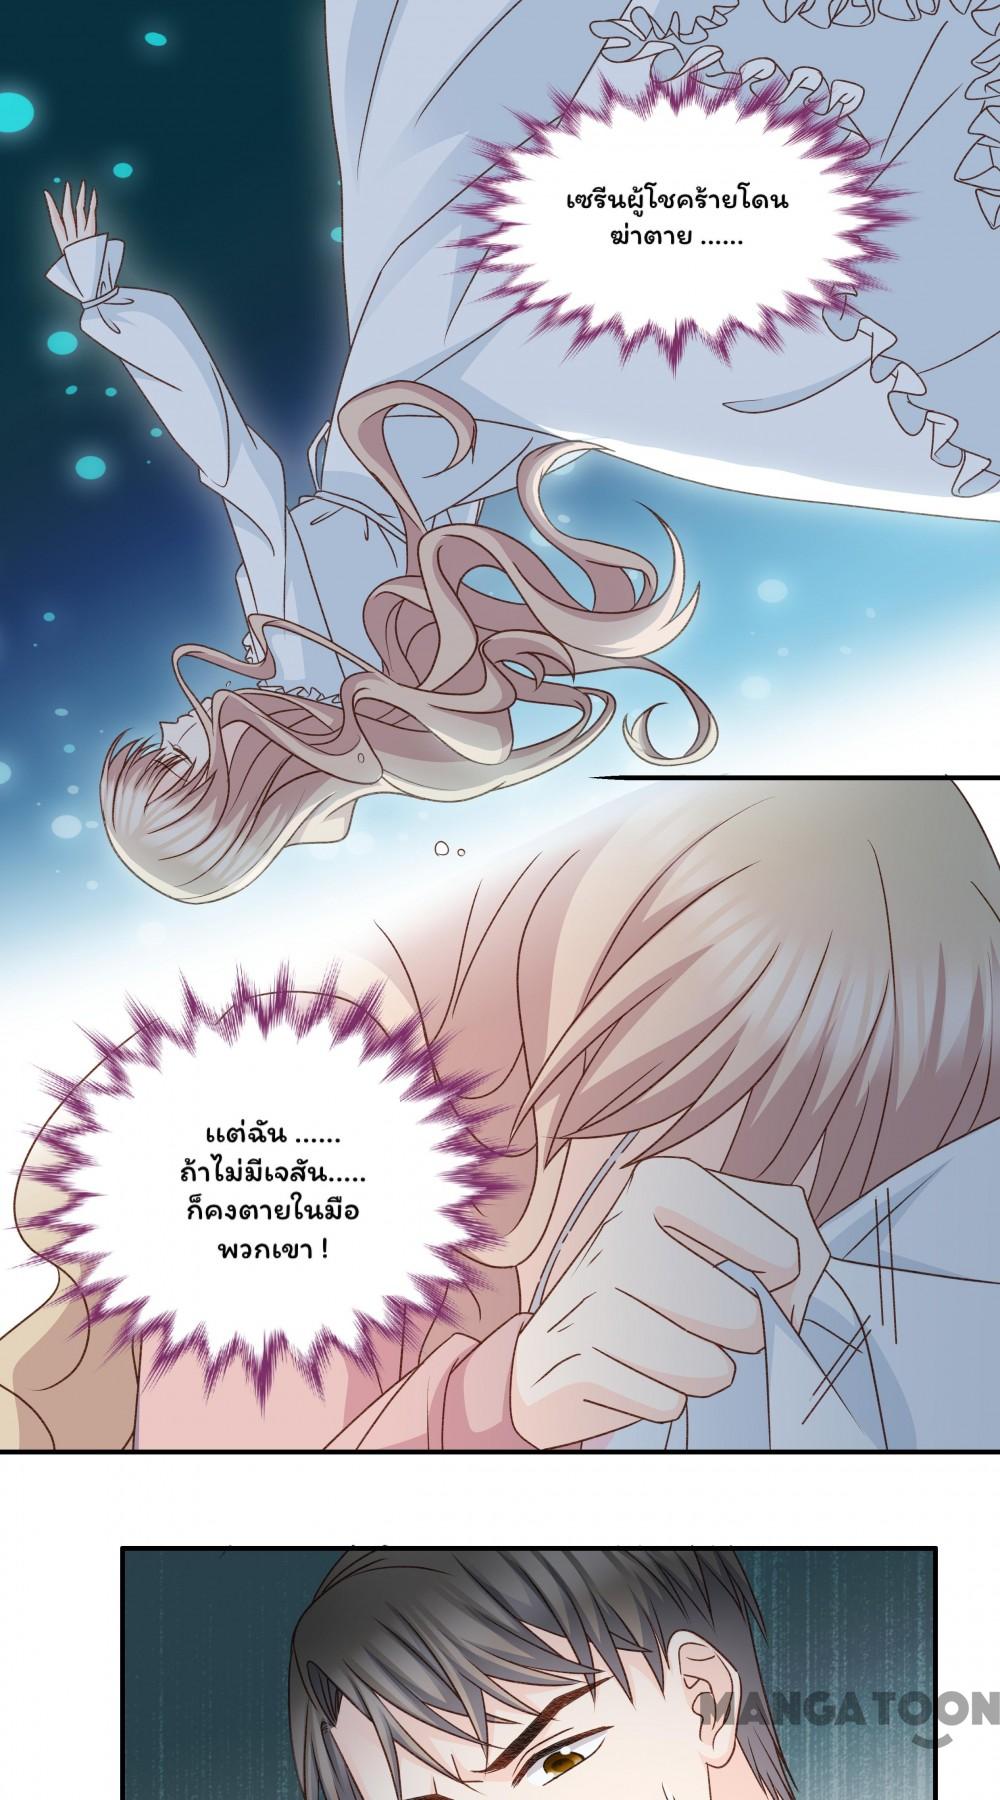 เซรีนผู้โชคร้ายโดน
ฆ่าตาย ......
แต่ฉัน ......
ถ้าไม่มีเจสัน.....
ก็คงตายในมือ
พวกเขา !
MANGATOON